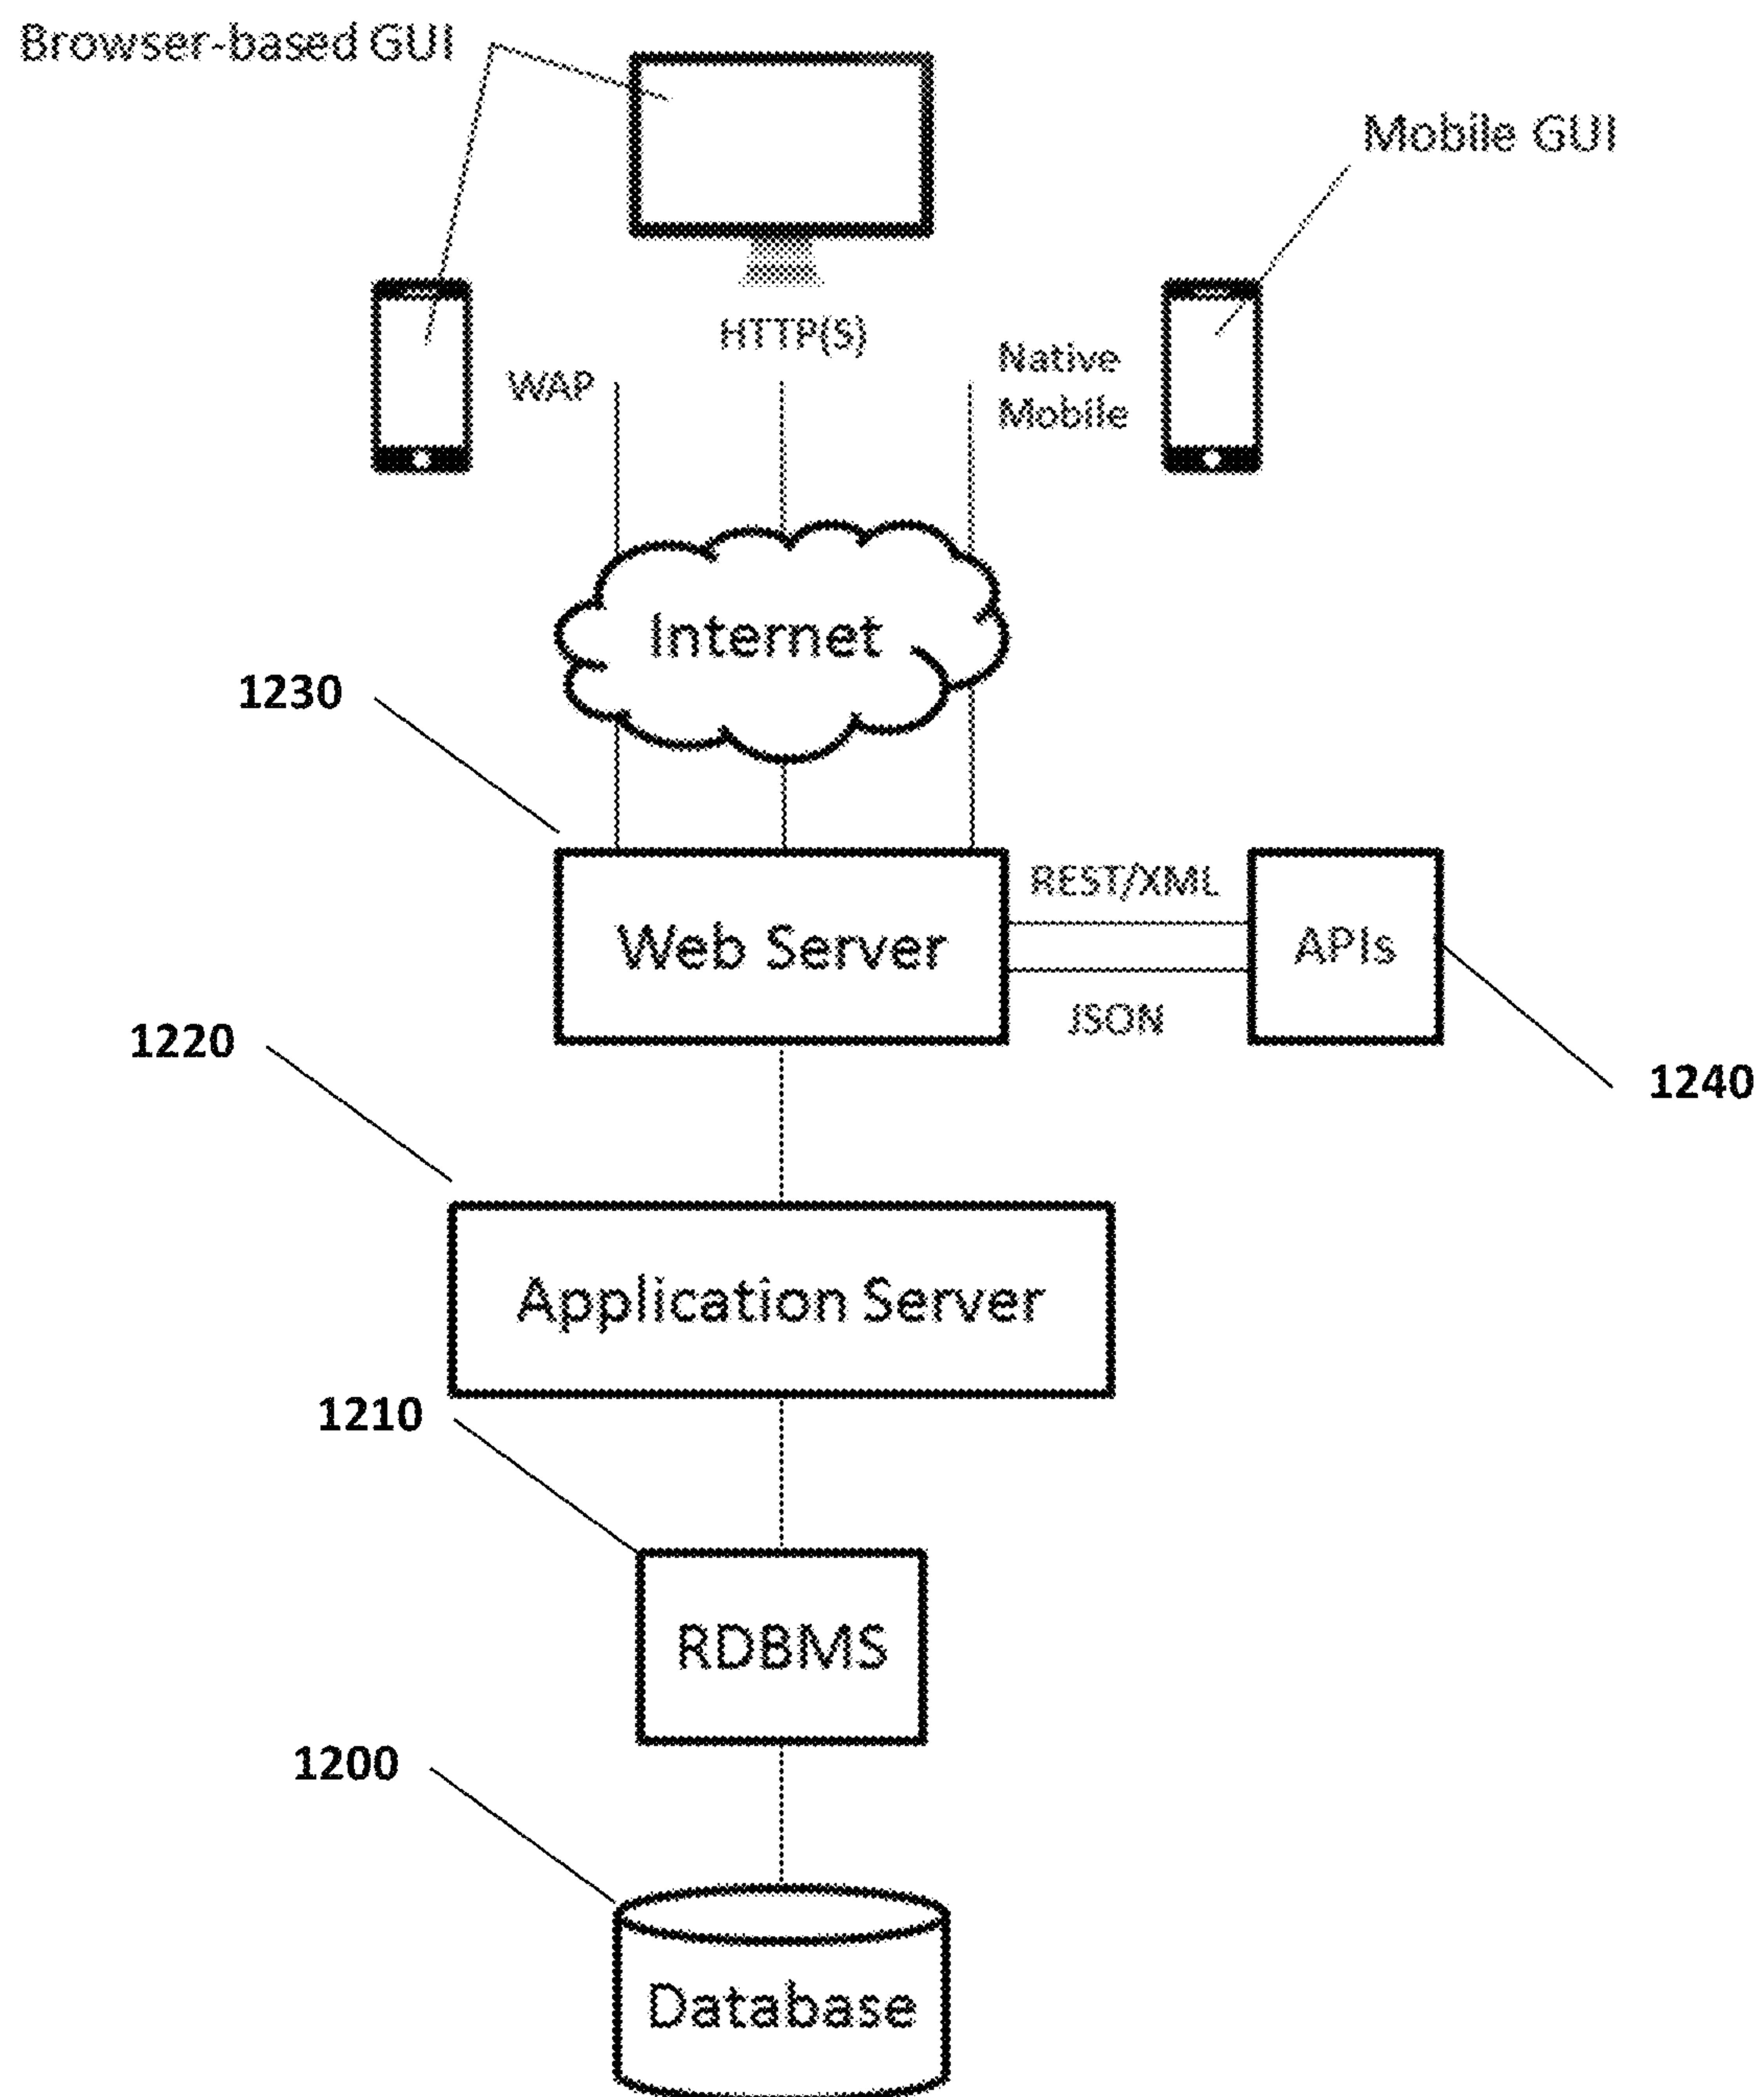 Browser-based GUI
Mobile GUI
HTTP(S)
WAP
Native
Mobile
Internet
1230
REST/XML
Web Server
APIs
JSON
1220
1240
Application Server
1210
RDBMS
1200
Database